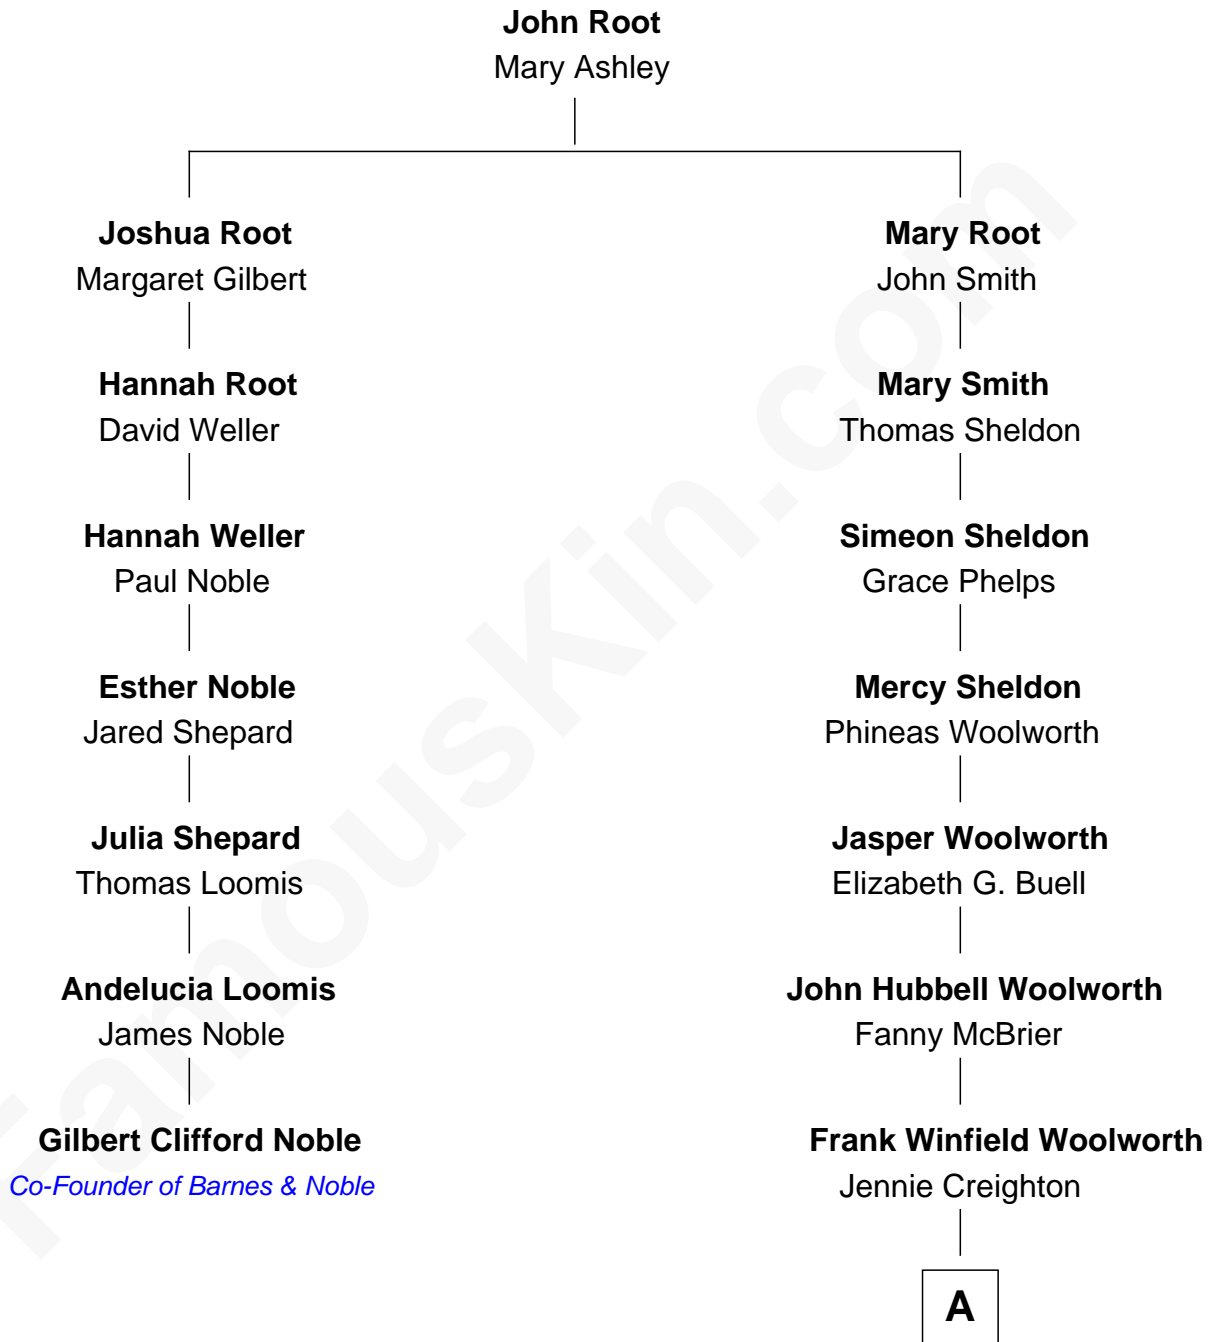 John Root
Mary Ashley
Joshua Root
Margaret Gilbert
Mary Root
John Smith
Hannah Root
David Weller
Mary Smith
Thomas Sheldon
Hannah Weller
Paul Noble
Simeon Sheldon
Grace Phelps
Esther Noble
Jared Shepard
Mercy Sheldon
Phineas Woolworth
Julia Shepard
Thomas Loomis
Jasper Woolworth
Elizabeth G. Buell
Andelucia Loomis
James Noble
John Hubbell Woolworth
Fanny McBrier
Gilbert Clifford Noble
Co-Founder of Barnes & Noble
Frank Winfield Woolworth
Jennie Creighton
A
FamousKin.com